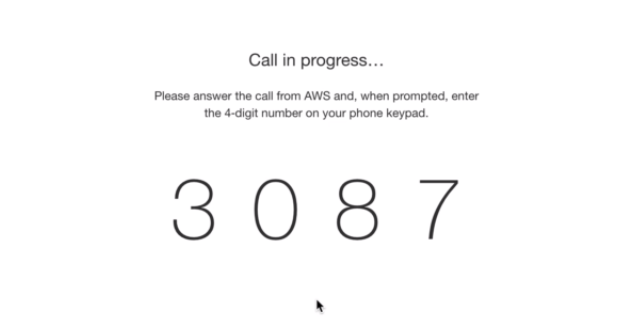 Call in progress…
Please answer the call from AWS and, when prompted, enter
the 4-digit number on your phone keypad.
3 0 8 7